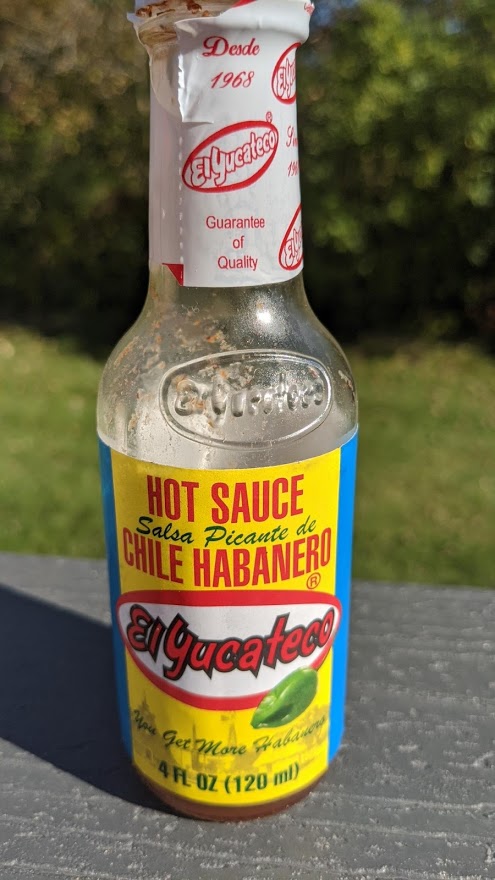 Desde
1968
El Yucateco
®
Guarantee
of
Quality
El Yucateco
HOT SAUCE
Salsa Picante de
CHILE HABANERO
®
El Yucateco
You Get More Habanero
4 FL OZ (120 ml)